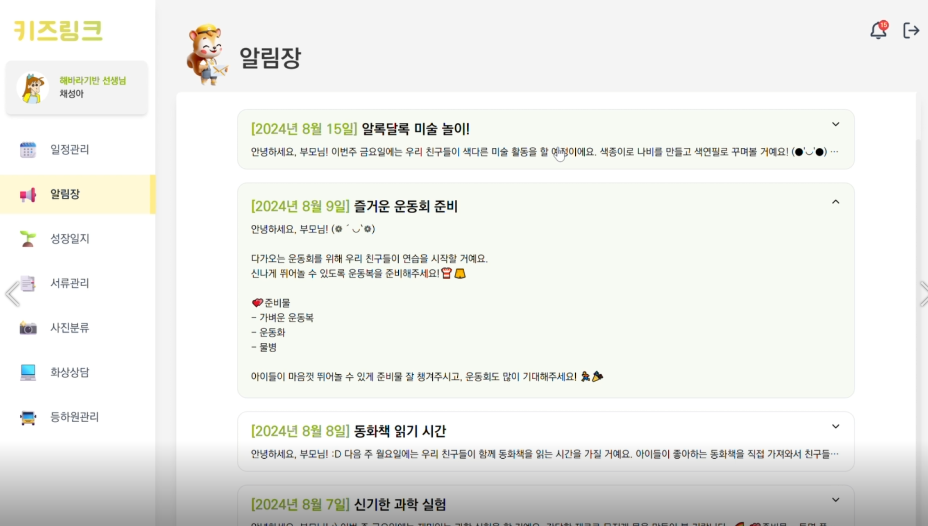 키즈링크
알림장
15
해바라기반 선생님
채성아
일정관리
알림장
성장일지
서류관리
사진분류
화상상담
등하원관리
[2024년 8월 15일] 알록달록 미술 놀이!
안녕하세요, 부모님! 이번주 금요일에는 우리 친구들이 색다른 미술 활동을 할 예정이에요. 색종이로 나비를 만들고 색연필로 꾸며볼 거예요! (●'◡'●) ···
[2024년 8월 9일] 즐거운 운동회 준비
안녕하세요, 부모님! (❁´◡`❁)
다가오는 운동회를 위해 우리 친구들이 연습을 시작할 거예요.
신나게 뛰어놀 수 있도록 운동복을 준비해주세요!
준비물
- 가벼운 운동복
- 운동화
- 물병
아이들이 마음껏 뛰어놀 수 있게 준비물 잘 챙겨주시고, 운동회도 많이 기대해주세요!
[2024년 8월 8일] 동화책 읽기 시간
안녕하세요, 부모님! :D 다음 주 월요일에는 우리 친구들이 함께 동화책을 읽는 시간을 가질 거예요. 아이들이 좋아하는 동화책을 직접 가져와서 친구들···
[2024년 8월 7일] 신기한 과학 실험